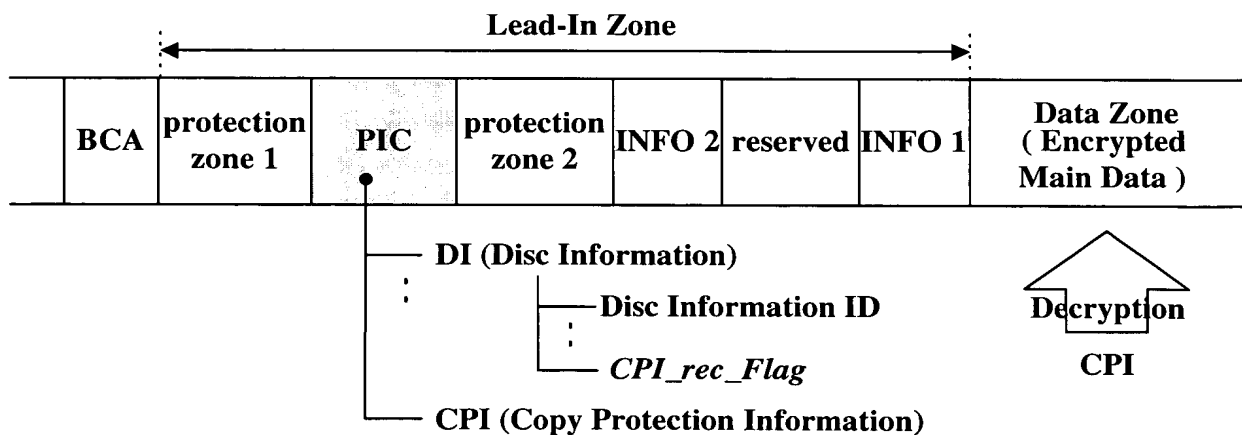 Lead-In Zone
BCA
protection
zone 1
PIC
protection
zone 2
INFO 2
reserved
INFO 1
Data Zone
( Encrypted
Main Data )
DI (Disc Information)
Disc Information ID
CPI_rec_Flag
CPI (Copy Protection Information)
Decryption
CPI